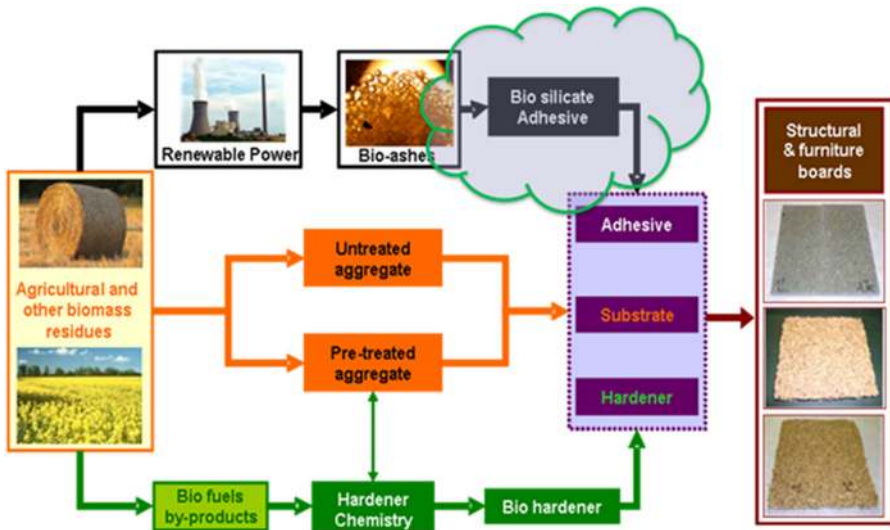 Renewable Power
Bio-ashes
Bio silicate
Adhesive
Structural
& furniture
boards
Agricultural and
other biomass
residues
Untreated
aggregate
Pre-treated
aggregate
Adhesive
Substrate
Hardener
Bio fuels
by-products
Hardener
Chemistry
Bio hardener